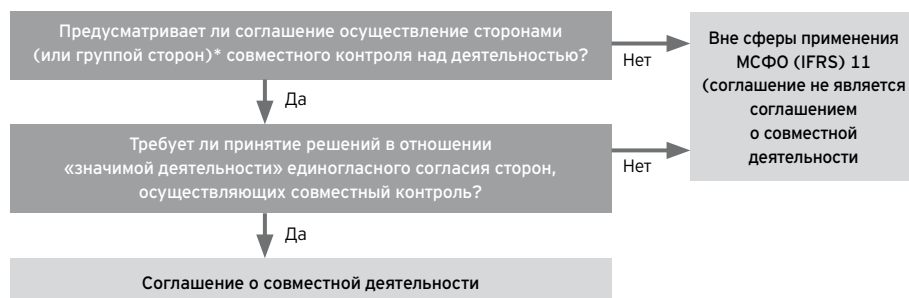 Предусматривает ли соглашение осуществление сторонами
(или группой сторон)* совместного контроля над деятельностью?
Нет
Вне сферы применения
МСФО (IFRS) 11
(соглашение не является
соглашением
о совместной
деятельности
Да
Требует ли принятие решений в отношении
«значимой деятельности» единогласного согласия сторон,
осуществляющих совместный контроль?
Нет
Да
Соглашение о совместной деятельности